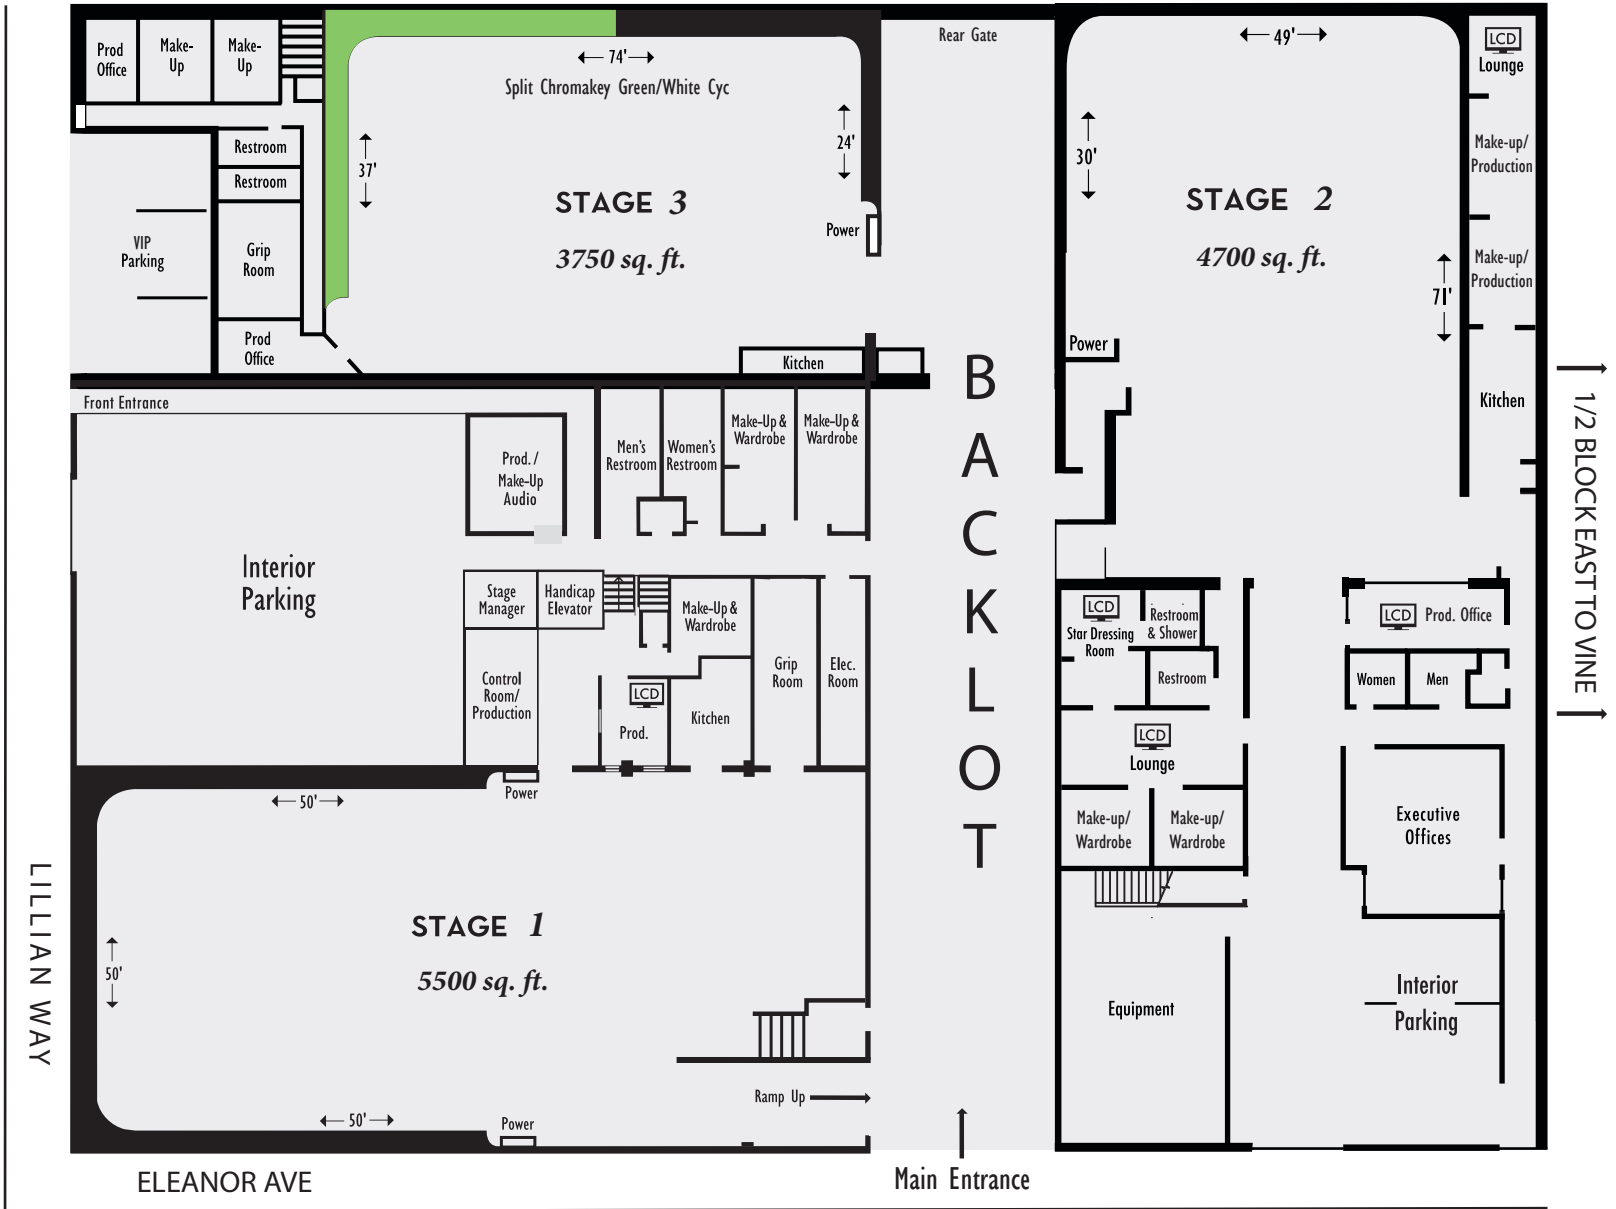 Prod
Office
Make-
Up
Make-
Up
74'
Split Chromakey Green/White Cyc
37'
24'
STAGE 3
3750 sq. ft.
Power
Kitchen
Restroom
Restroom
Grip
Room
Prod
Office
VIP
Parking
Rear Gate
49'
30'
STAGE 2
4700 sq. ft.
71'
Power
LCD
Lounge
Make-up/
Production
Make-up/
Production
Kitchen
1/2 BLOCK EAST TO VINE
Front Entrance
Interior
Parking
Prod. /
Make-Up
Audio
Men's
Restroom
Women's
Restroom
Make-Up &
Wardrobe
Make-Up &
Wardrobe
Stage
Manager
Handicap
Elevator
Control
Room/
Production
Make-Up &
Wardrobe
LCD
Prod.
Kitchen
Grip
Room
Elec.
Room
BACKLOT
LCD
Star Dressing
Room
Restroom
& Shower
Restroom
LCD
Lounge
Make-up/
Wardrobe
Make-up/
Wardrobe
Equipment
LCD
Prod. Office
Women
Men
Executive
Offices
Interior
Parking
Power
50'
50'
STAGE 1
5500 sq. ft.
50'
Power
Ramp Up
LILLIAN WAY
ELEANOR AVE
Main Entrance